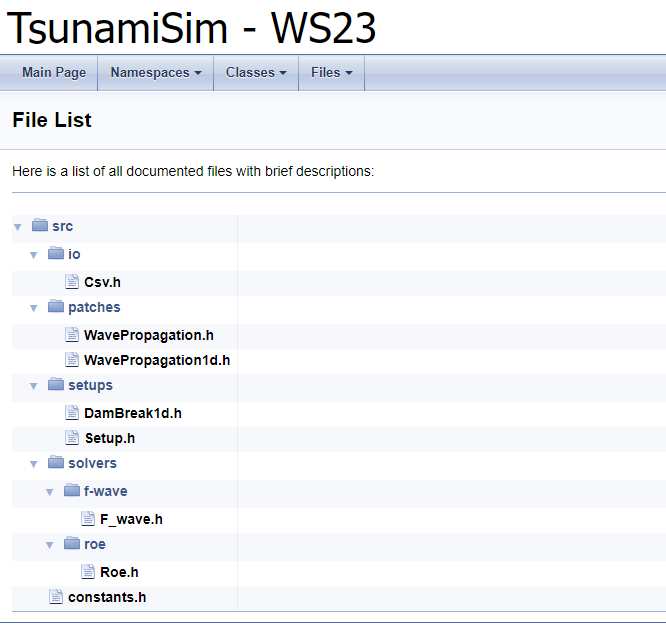 TsunamiSim - WS23
Main Page Namespaces Classes Files
File List
Here is a list of all documented files with brief descriptions:
src
io
Csv.h
patches
WavePropagation.h
WavePropagation1d.h
setups
DamBreak1d.h
Setup.h
solvers
f-wave
F_wave.h
roe
Roe.h
constants.h